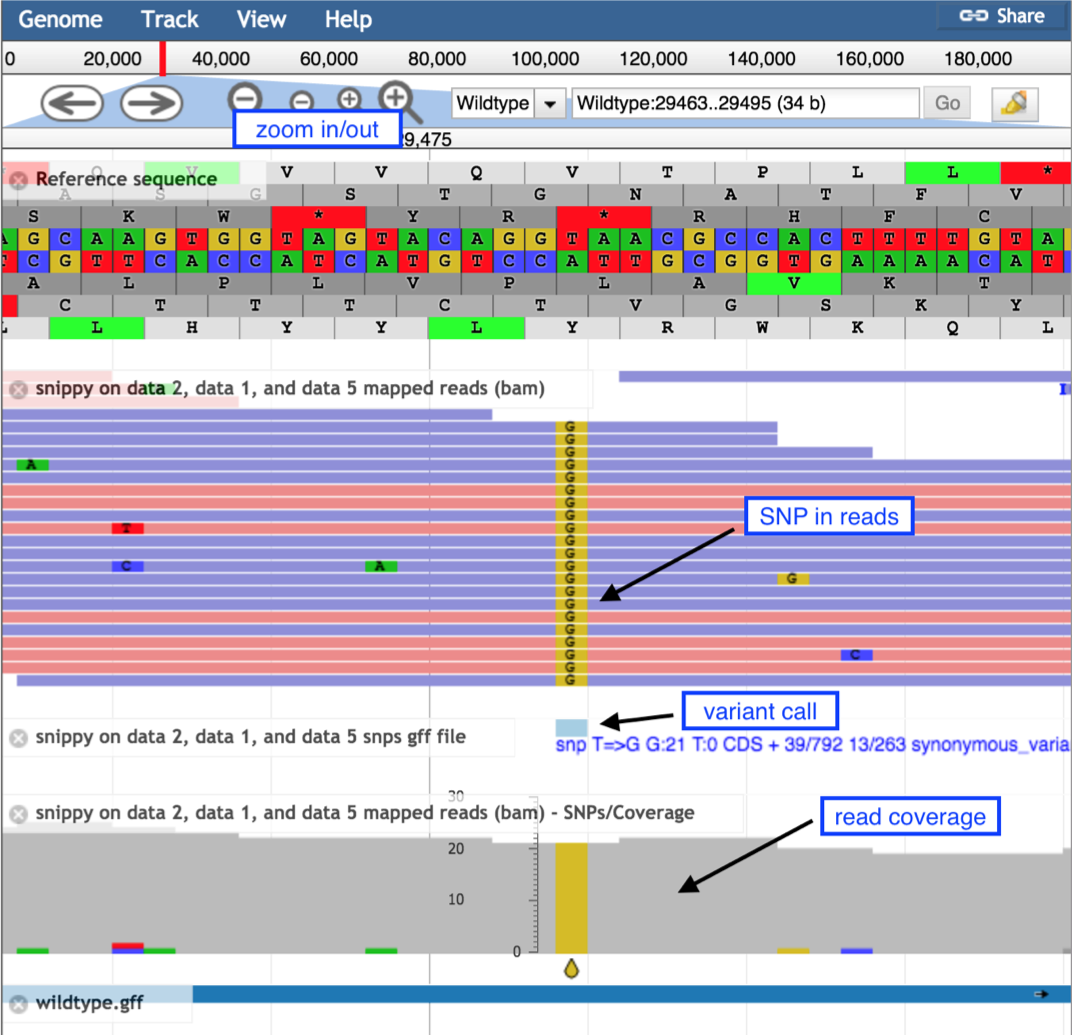 Genome Track View Help Share
0 20,000 40,000 60,000 80,000 100,000 120,000 140,000 160,000 180,000
Wildtype Wildtype:29463..29495 (34 b) Go
zoom in/out
9,475
Reference sequence
Q V V V Q V T P L L *
A S G S T G N A T F V
S K W * Y R * R H F C
A G C A A G T G G T A G T A C A G G T A A C G C C A C T T T T G T A
T C G T T C A C C A T C A T G T C C A T T G C G G T G A A A A C A T
A L P L V P L A V K T
C T T T C T V G S K Y
L L H Y Y L Y R W K Q L
snippy on data 2, data 1, and data 5 mapped reads (bam)
I
G
G
G
A G
G
G
G
G
T G
G
G
C A G
G G
G
G
G
G
G
G C
G
G
SNP in reads
variant call
snippy on data 2, data 1, and data 5 snps gff file
snp T=>G G:21 T:0 CDS + 39/792 13/263 synonymous_varia
30
snippy on data 2, data 1, and data 5 mapped reads (bam) - SNPs/Coverage
read coverage
20
10
0
wildtype.gff